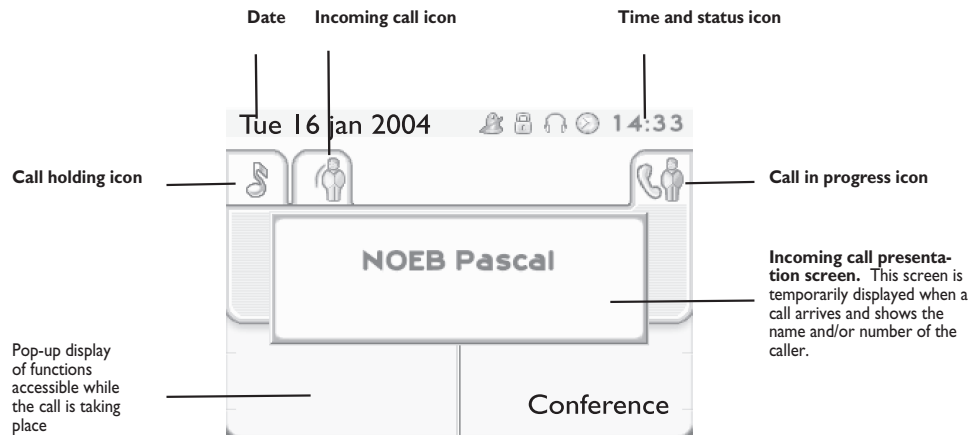 Date
Incoming call icon
Time and status icon
Tue 16 jan 2004
14:33
Call holding icon
Call in progress icon
NOEB Pascal
Incoming call presenta-
tion screen. This screen is
temporarily displayed when a
call arrives and shows the
name and/or number of the
caller.
Pop-up display
of functions
accessible while
the call is taking
place
Conference